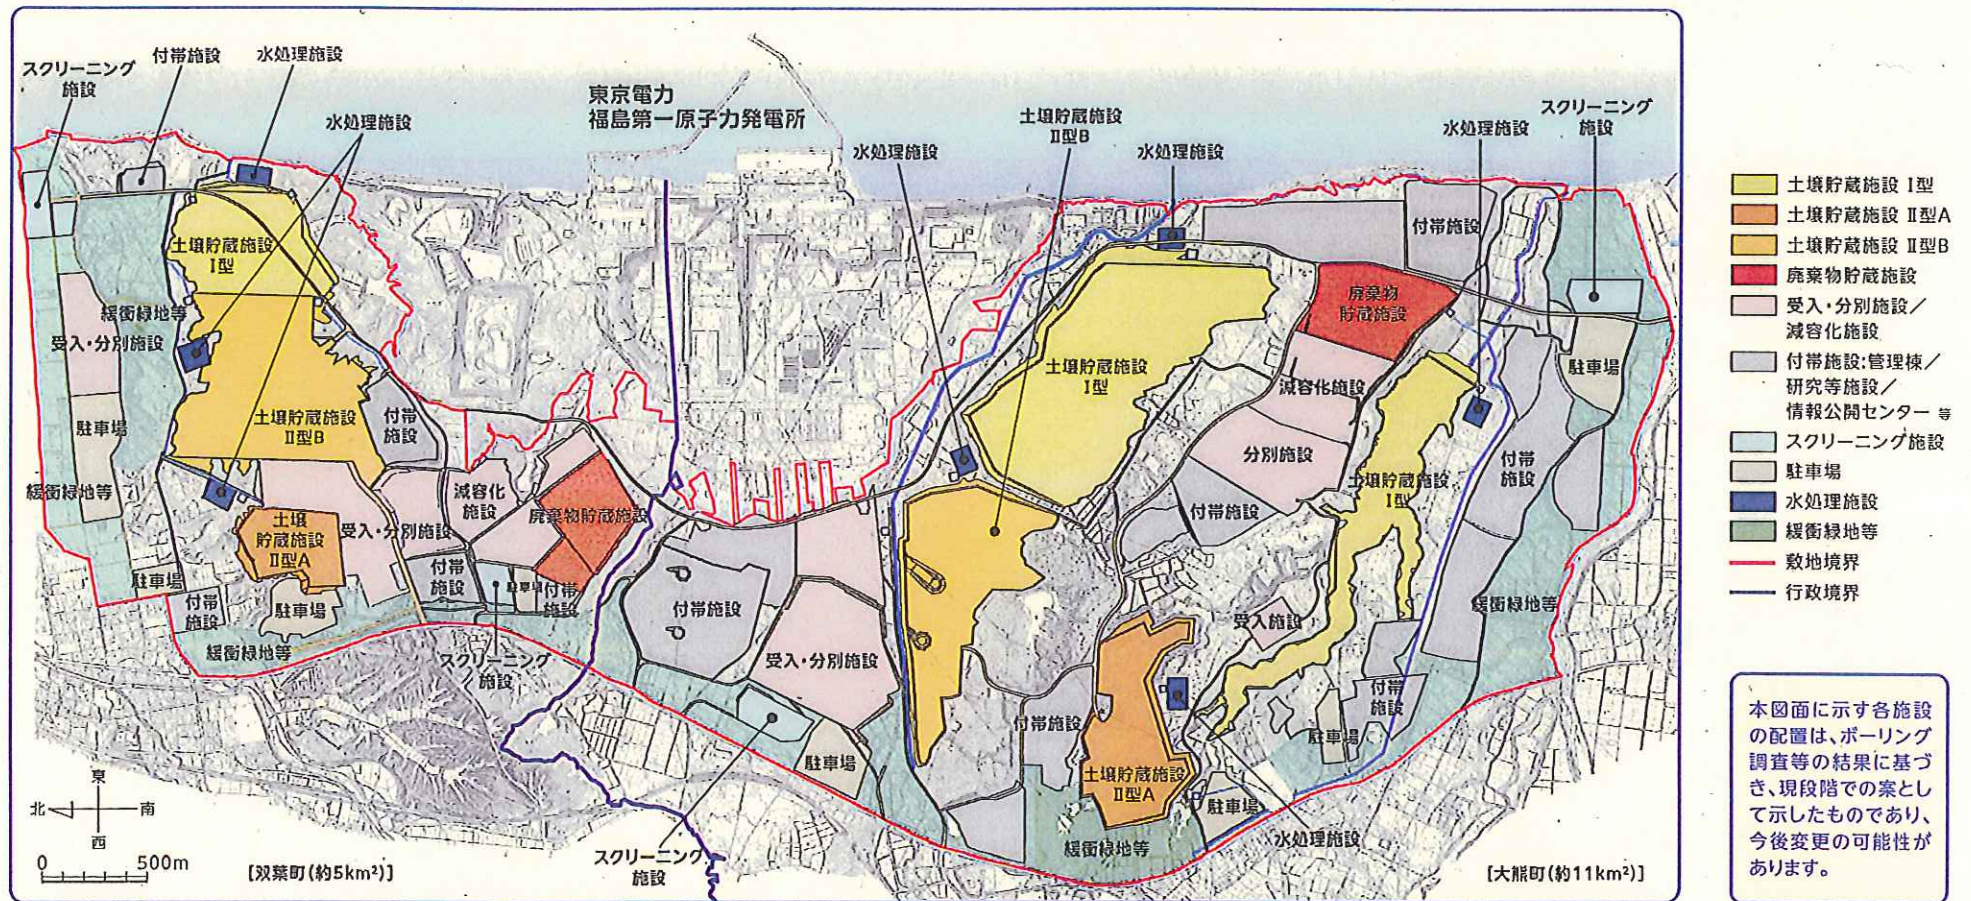 スクリーニング
施設
付帯施設
水処理施設
水処理施設
東京電力
福島第一原子力発電所
水処理施設
土壌貯蔵施設
Ⅱ型B
水処理施設
水処理施設
スクリーニング
施設
土壌貯蔵施設
Ⅰ型
緩衝緑地等
受入・分別施設
駐車場
土壌貯蔵施設
Ⅱ型B
付帯
施設
緩衝緑地等
土壌
貯蔵施設
Ⅱ型A
受入・分別施設
減容化
施設
廃棄物貯蔵施設
駐車場
付帯
施設
駐車場
付帯
施設
駐車場
付帯
施設
緩衝緑地等
スクリーニング
施設
付帯施設
受入・分別施設
駐車場
スクリーニング
施設
土壌貯蔵施設
Ⅰ型
付帯施設
廃棄物
貯蔵施設
減容化施設
分別施設
付帯施設
土壌貯蔵施設
Ⅰ型
駐車場
付帯
施設
緩衝緑地等
受入施設
付帯施設
付帯
施設
駐車場
土壌貯蔵施設
Ⅱ型A
駐車場
緩衝緑地等
水処理施設
東
北
南
西
0
500m
[双葉町(約5km²)]
[大熊町(約11km²)]
土壌貯蔵施設 Ⅰ型
土壌貯蔵施設 Ⅱ型A
土壌貯蔵施設 Ⅱ型B
廃棄物貯蔵施設
受入・分別施設/
減容化施設
付帯施設:管理棟/
研究等施設/
情報公開センター 等
スクリーニング施設
駐車場
水処理施設
緩衝緑地等
敷地境界
行政境界
本図面に示す各施設
の配置は、ボーリング
調査等の結果に基づ
き、現段階での案とし
て示したものであり、
今後変更の可能性が
あります。